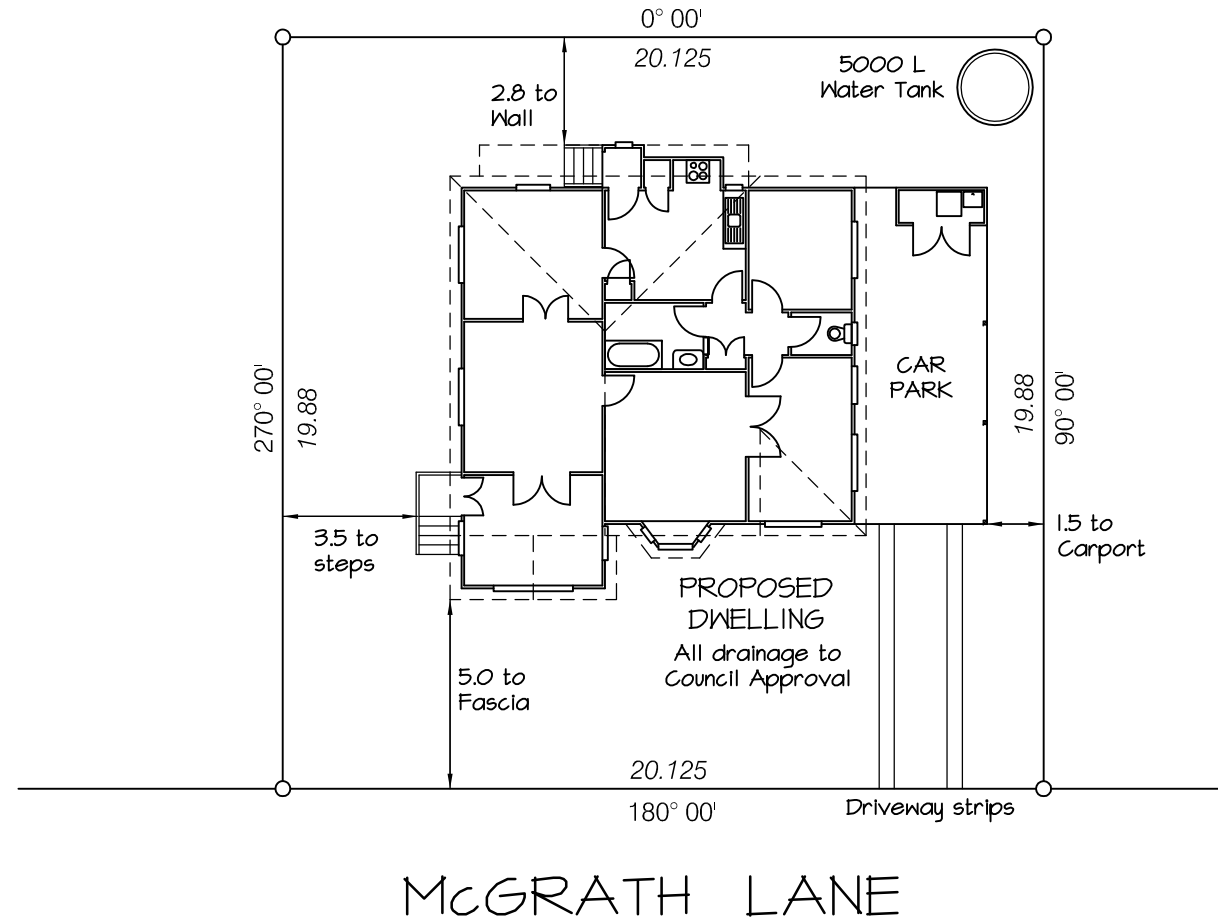 0° 00'
20.125
5000 L
Water Tank
2.8 to
Wall
270° 00'
19.88
CAR
PARK
19.88
90° 00'
3.5 to
steps
1.5 to
Carport
PROPOSED
DWELLING
All drainage to
Council Approval
5.0 to
Fascia
20.125
180° 00'
Driveway strips
McGRATH LANE